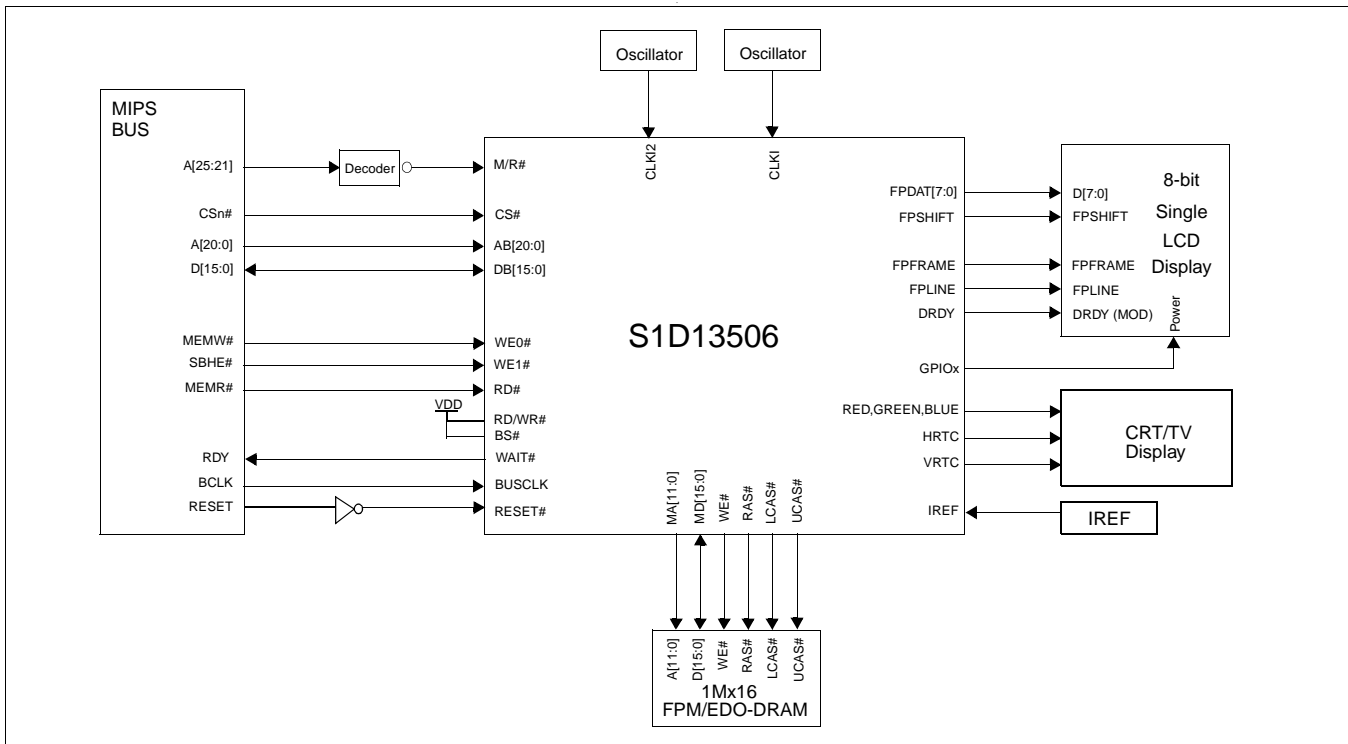 Oscillator
Oscillator
MIPS
BUS
A[25:21]
Decoder
M/R#
CLKI2
CLKI
CSn#
CS#
A[20:0]
AB[20:0]
D[15:0]
DB[15:0]
MEMW#
WE0#
SBHE#
WE1#
MEMR#
RD#
VDD
RD/WR#
BS#
RDY
WAIT#
BCLK
BUSCLK
RESET
RESET#
S1D13506
FPDAT[7:0]
D[7:0]
FPSHIFT
FPSHIFT
FPFRAME
FPFRAME
FPLINE
FPLINE
DRDY
DRDY (MOD)
8-bit
Single
LCD
Display
Power
GPIOx
RED,GREEN,BLUE
HRTC
VRTC
CRT/TV
Display
IREF
IREF
MA[11:0]
MD[15:0]
WE#
RAS#
LCAS#
UCAS#
A[11:0]
D[15:0]
WE#
RAS#
LCAS#
UCAS#
1Mx16
FPM/EDO-DRAM